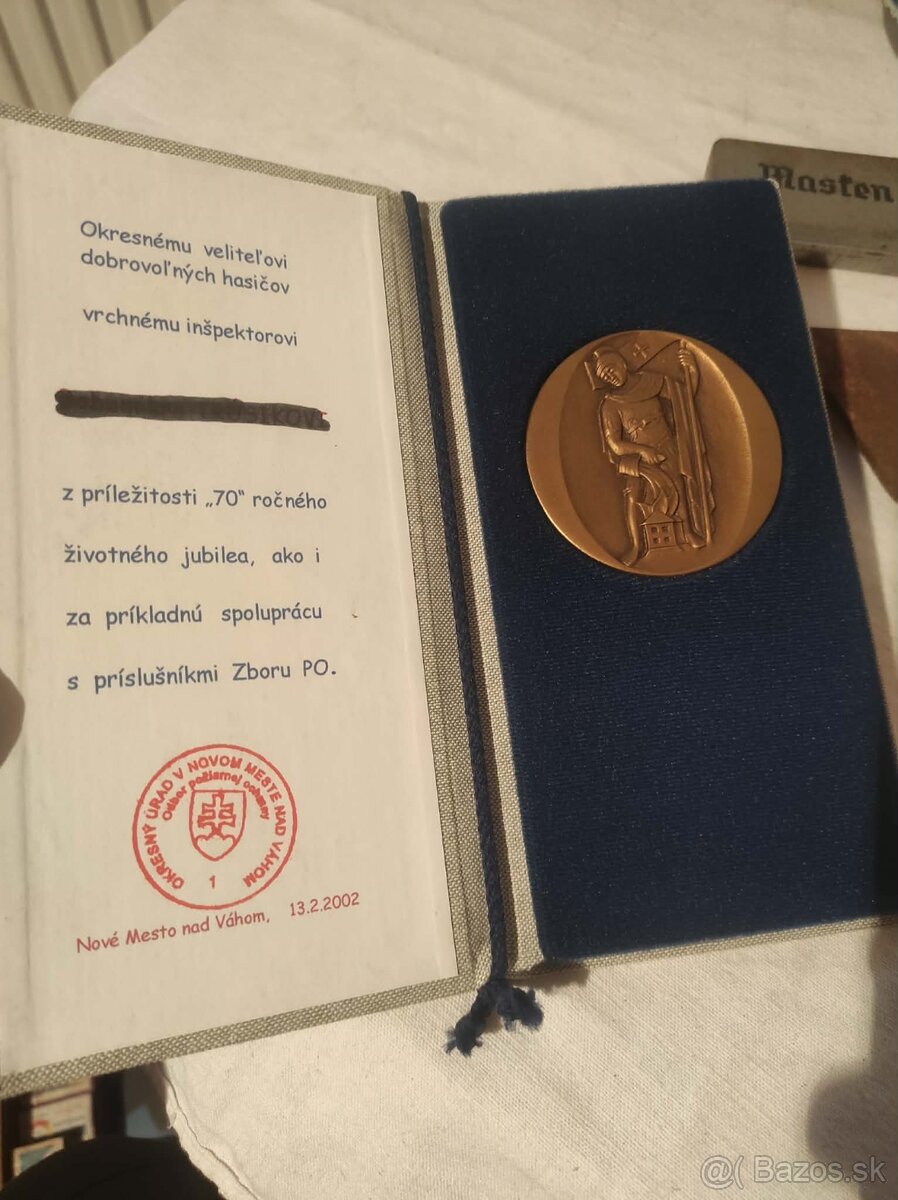 Okresnému veliteľovi
dobrovoľných hasičov
vrchnému inšpektorovi
z príležitosti „70“ ročného
životného jubilea, ako i
za príkladnú spoluprácu
s príslušníkmi Zboru PO.
OKRESNÝ ÚRAD V NOVOM MESTE NAD VÁHOM
Odbor požiarnej ochrany
1
Nové Mesto nad Váhom, 13.2.2002
Masken
@( Bazos.sk